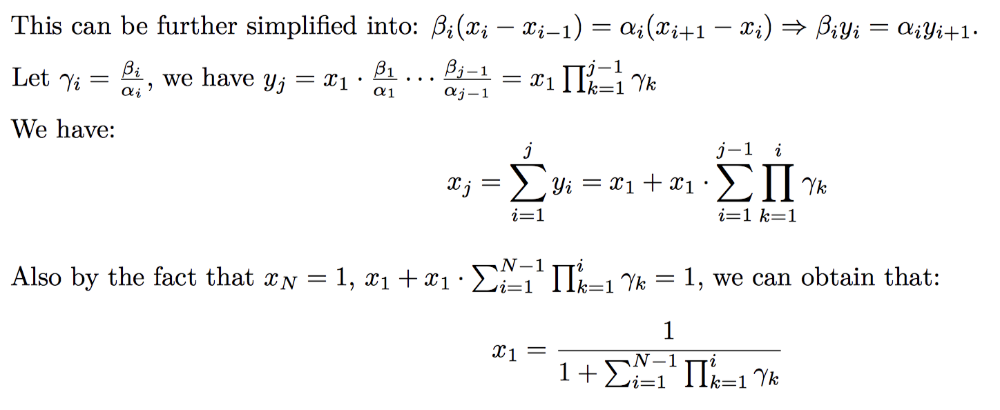 This can be further simplified into: $\beta_i(x_i - x_{i-1}) = \alpha_i(x_{i+1} - x_i) \Rightarrow \beta_i y_i = \alpha_i y_{i+1}$.
Let $\gamma_i = \frac{\beta_i}{\alpha_i}$, we have $y_j = x_1 \cdot \frac{\beta_1}{\alpha_1} \cdots \frac{\beta_{j-1}}{\alpha_{j-1}} = x_1 \prod_{k=1}^{j-1} \gamma_k$
We have:
$x_j = \sum_{i=1}^{j} y_i = x_1 + x_1 \cdot \sum_{i=1}^{j-1} \prod_{k=1}^{i} \gamma_k$
Also by the fact that $x_N = 1$, $x_1 + x_1 \cdot \sum_{i=1}^{N-1} \prod_{k=1}^{i} \gamma_k = 1$, we can obtain that:
$x_1 = \frac{1}{1 + \sum_{i=1}^{N-1} \prod_{k=1}^{i} \gamma_k}$